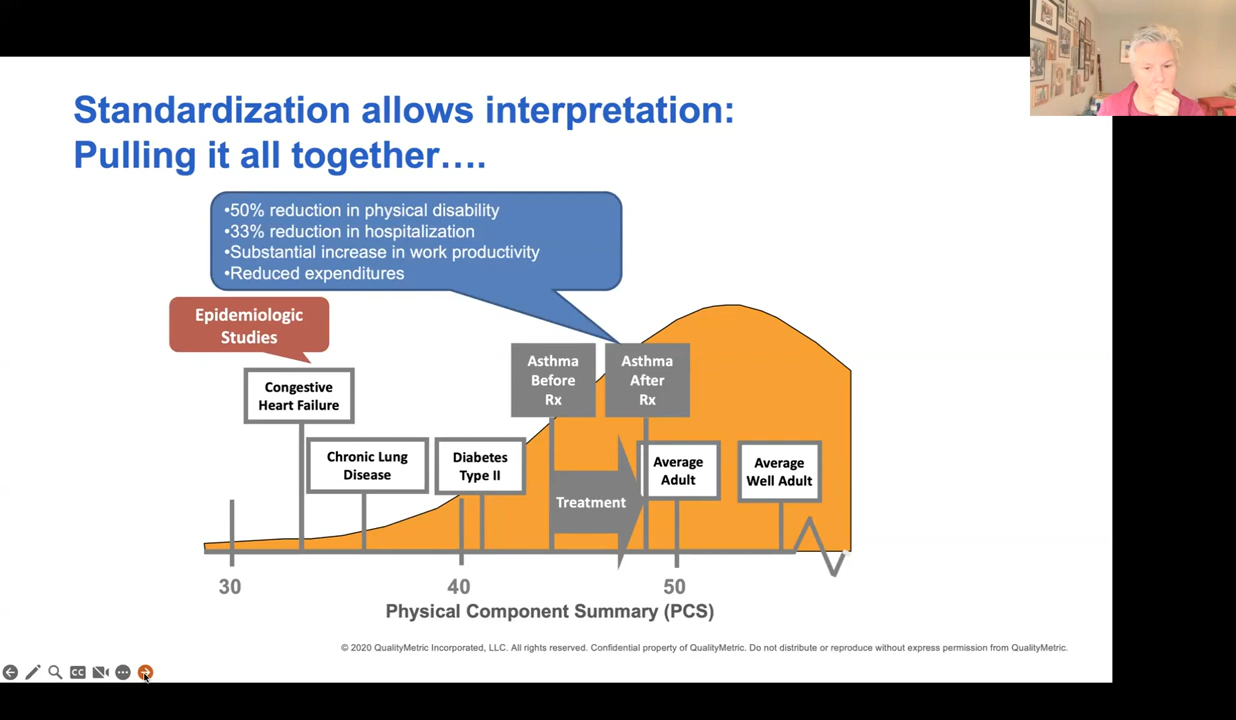 Standardization allows interpretation:
Pulling it all together….
•50% reduction in physical disability
•33% reduction in hospitalization
•Substantial increase in work productivity
•Reduced expenditures
Epidemiologic
Studies
Congestive
Heart Failure
Chronic Lung
Disease
Diabetes
Type II
Asthma
Before
Rx
Asthma
After
Rx
Treatment
Average
Adult
Average
Well Adult
30
40
50
Physical Component Summary (PCS)
© 2020 QualityMetric Incorporated, LLC. All rights reserved. Confidential property of QualityMetric. Do not distribute or reproduce without express permission from QualityMetric.
CC